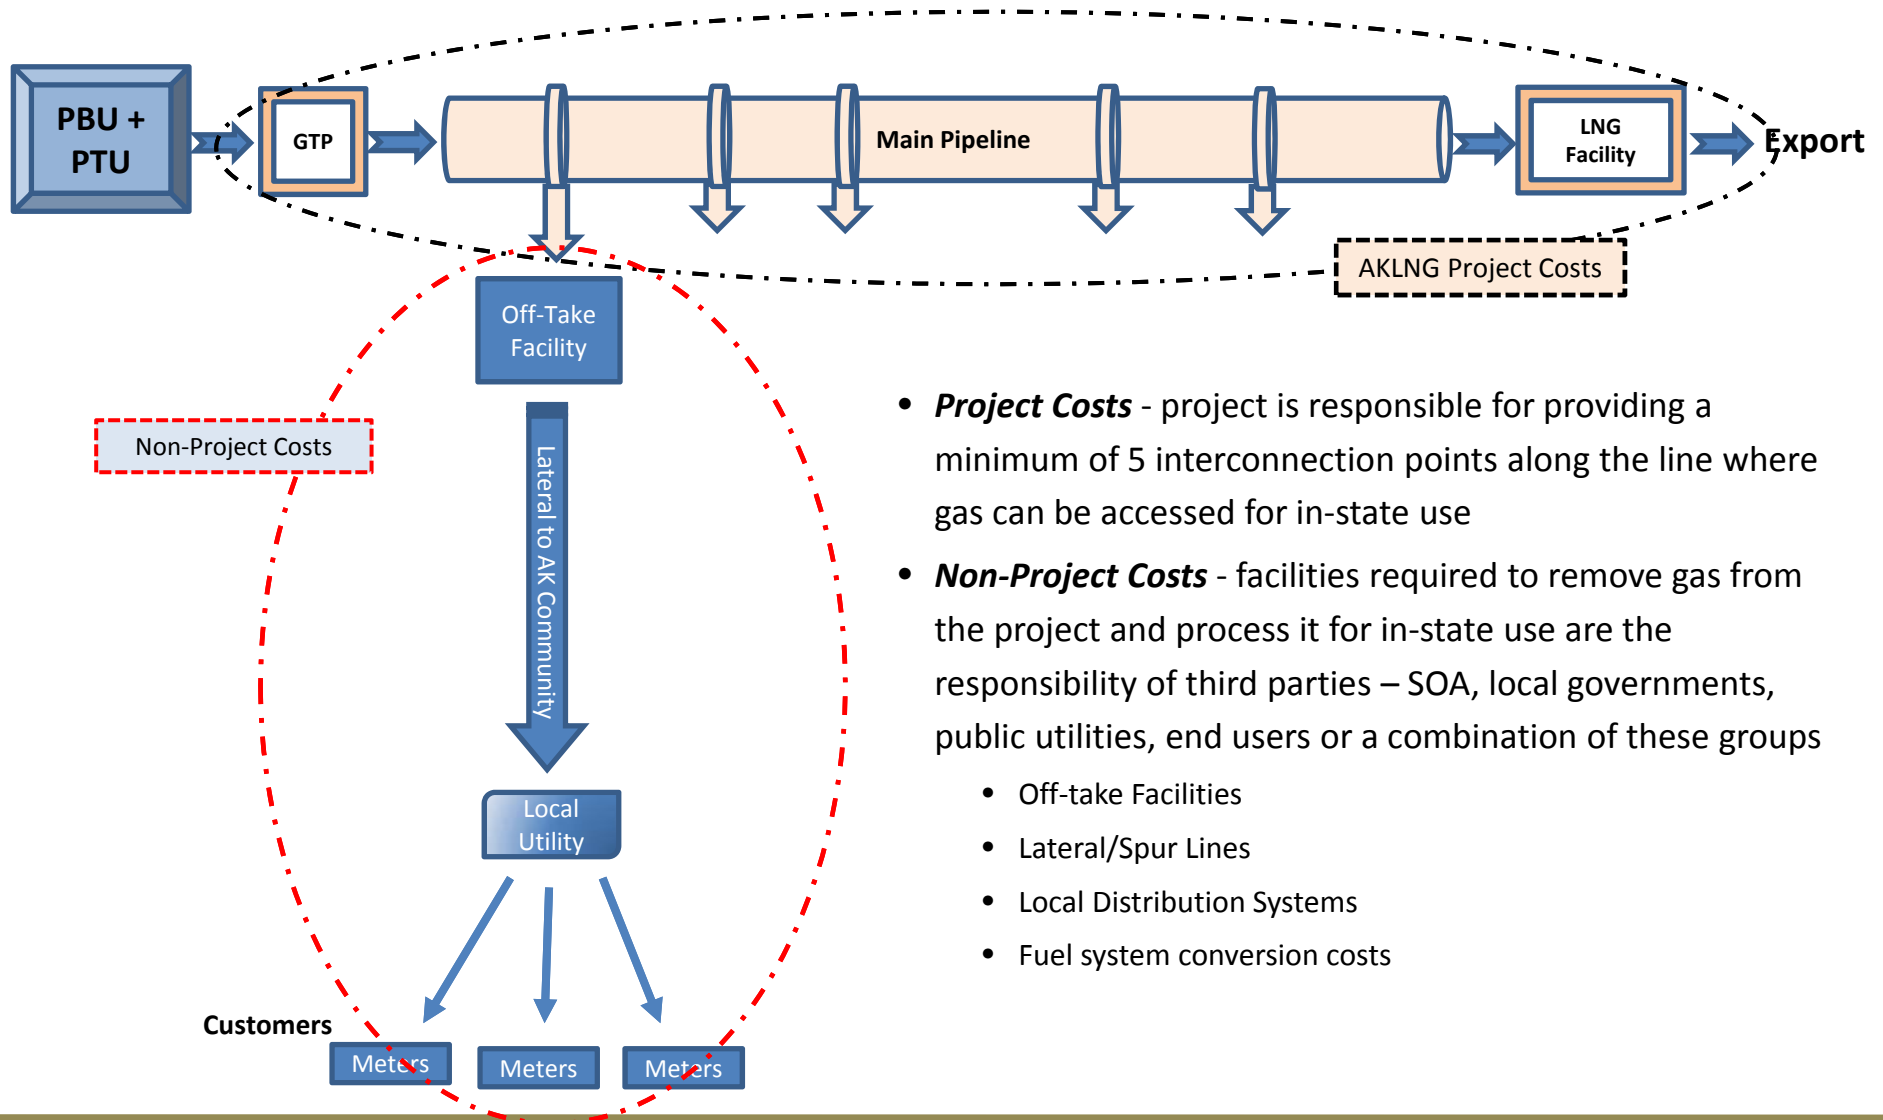 PBU +
PTU
GTP
Main Pipeline
LNG
Facility
Export
AKLNG Project Costs
Off-Take
Facility
Non-Project Costs
Lateral to AK Community
Local
Utility
Customers
Meters
Meters
Meters
• Project Costs - project is responsible for providing a
minimum of 5 interconnection points along the line where
gas can be accessed for in-state use
• Non-Project Costs - facilities required to remove gas from
the project and process it for in-state use are the
responsibility of third parties – SOA, local governments,
public utilities, end users or a combination of these groups
• Off-take Facilities
• Lateral/Spur Lines
• Local Distribution Systems
• Fuel system conversion costs